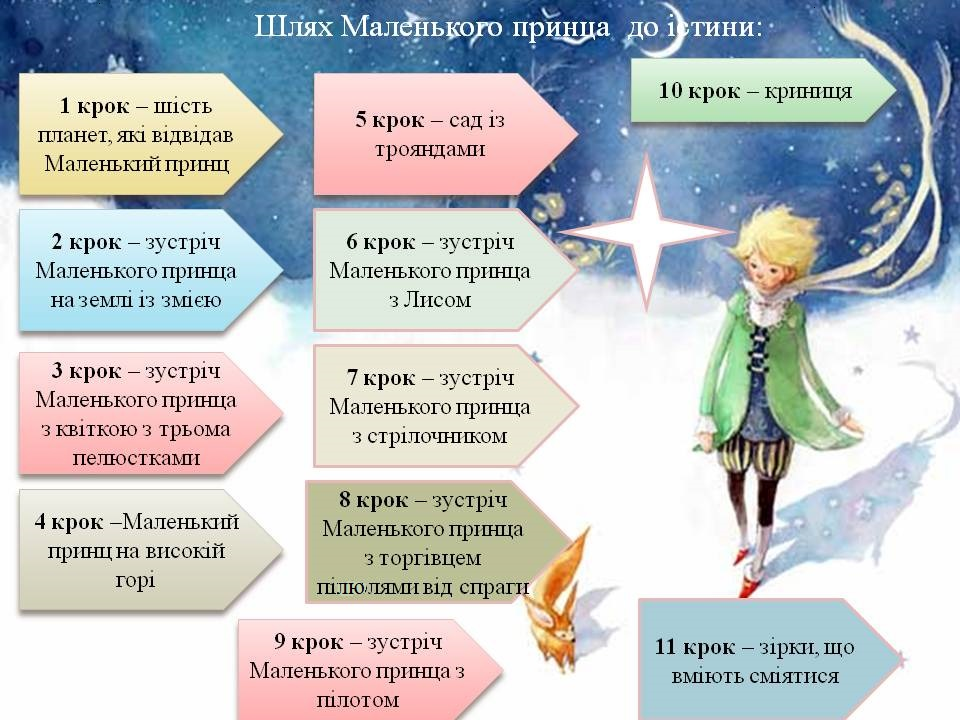 Шлях Маленького принца до істини:
1 крок – шість
планет, які відвідав
Маленький принц
2 крок – зустріч
Маленького принца
на землі із змією
3 крок – зустріч
Маленького принца
з квіткою з трьома
пелюстками
4 крок –Маленький
принц на високій
горі
5 крок – сад із
трояндами
6 крок – зустріч
Маленького принца
з Лисом
7 крок – зустріч
Маленького принца
з стрілочником
8 крок – зустріч
Маленького принца
з торгівцем
пілюлями від спраги
9 крок – зустріч
Маленького принца з
пілотом
10 крок – криниця
11 крок – зірки, що
вміють сміятися